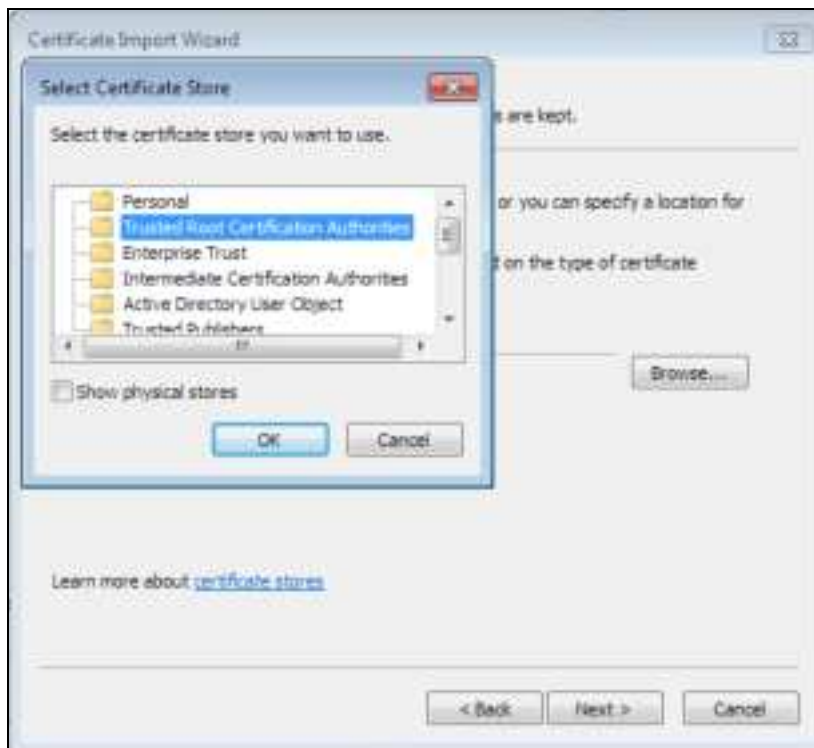 Certificate Import Wizard
Select Certificate Store
Select the certificate store you want to use.
s are kept.
Personal
Trusted Root Certification Authorities
Enterprise Trust
Intermediate Certification Authorities
Active Directory User Object
Trusted Publishers
or you can specify a location for
on the type of certificate
Browse...
Show physical stores
OK
Cancel
Learn more about certificate stores
< Back
Next >
Cancel